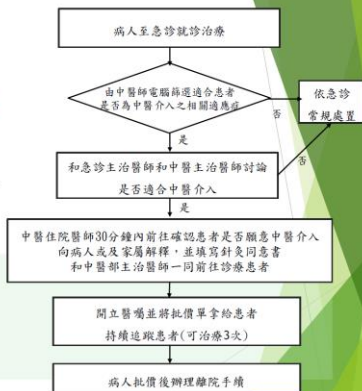 病人至急診就診治療
由中醫師電腦篩選適合患者
是否為中醫介入之相關適應症
否
依急診
常規處置
是
和急診主治醫師和中醫主治醫師討論
是否適合中醫介入
否
是
中醫住院醫師30分鐘內前往確認患者是否願意中醫介入
向病人或及家屬解釋，並填寫針灸同意書
和中醫部主治醫師一同前往診療患者
開立醫囑並將批價單拿給患者
持續追蹤患者(可治療3次)
病人批價後辦理離院手續